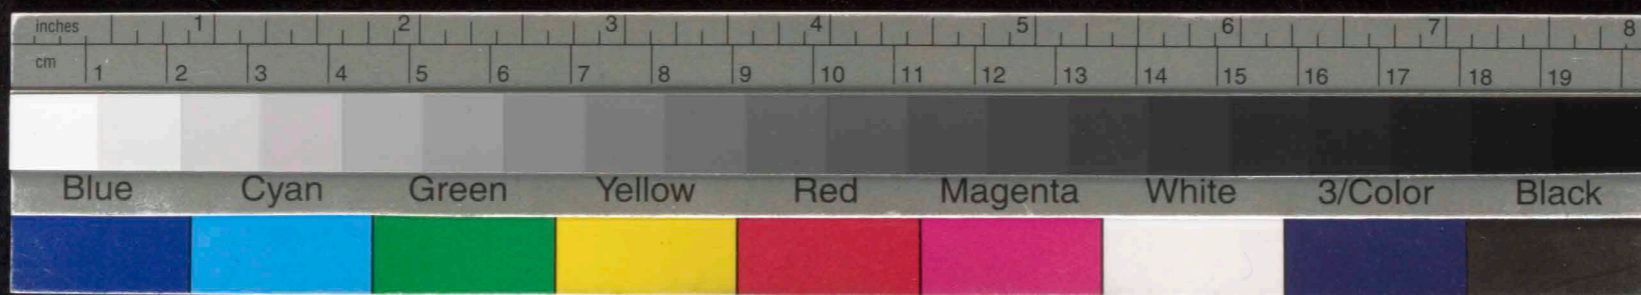 inches 1 2 3 4 5 6 7 8
cm 1 2 3 4 5 6 7 8 9 10 11 12 13 14 15 16 17 18 19
Blue Cyan Green Yellow Red Magenta White 3/Color Black